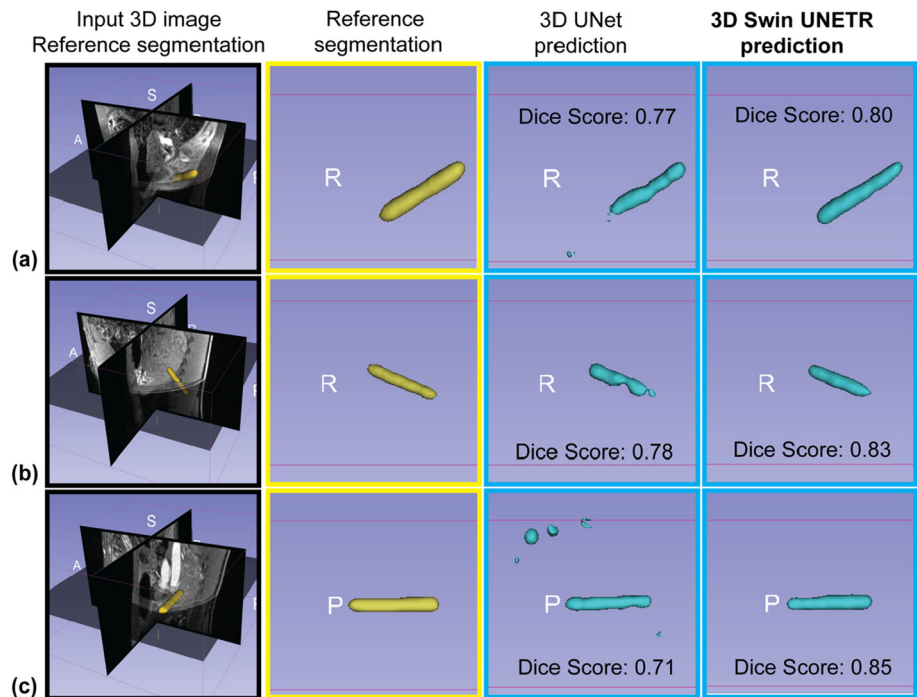 Input 3D image
Reference segmentation
Reference
segmentation
3D UNet
prediction
3D Swin UNETR
prediction
S
A
I
R
Dice Score: 0.77
R
Dice Score: 0.80
R
(a)
S
A
R
R
Dice Score: 0.78
R
Dice Score: 0.83
(b)
S
A
P
P
Dice Score: 0.71
P
Dice Score: 0.85
(c)